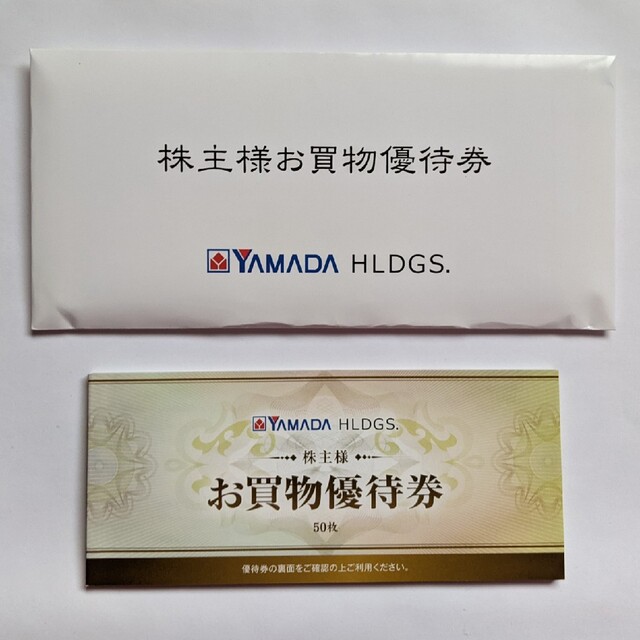 株主様お買物優待券
YAMADA HLDGS.
YAMADA HLDGS.
株主様
お買物優待券
50枚
優待券の裏面をご確認の上ご利用ください。